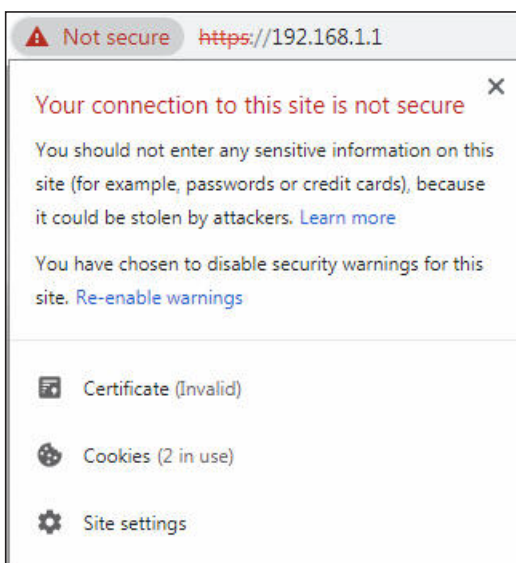 Not secure https://192.168.1.1
Your connection to this site is not secure
You should not enter any sensitive information on this
site (for example, passwords or credit cards), because
it could be stolen by attackers. Learn more
You have chosen to disable security warnings for this
site. Re-enable warnings
Certificate (Invalid)
Cookies (2 in use)
Site settings